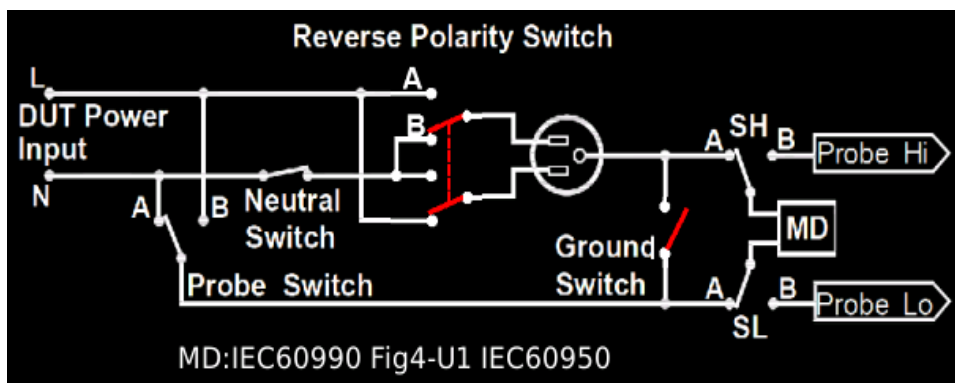 Reverse Polarity Switch
L
A
DUT Power
Input
B
A SH B
Probe Hi
N
A B
Neutral
Switch
MD
Ground
Switch
Probe Switch
A B
Probe Lo
SL
MD:IEC60990 Fig4-U1 IEC60950